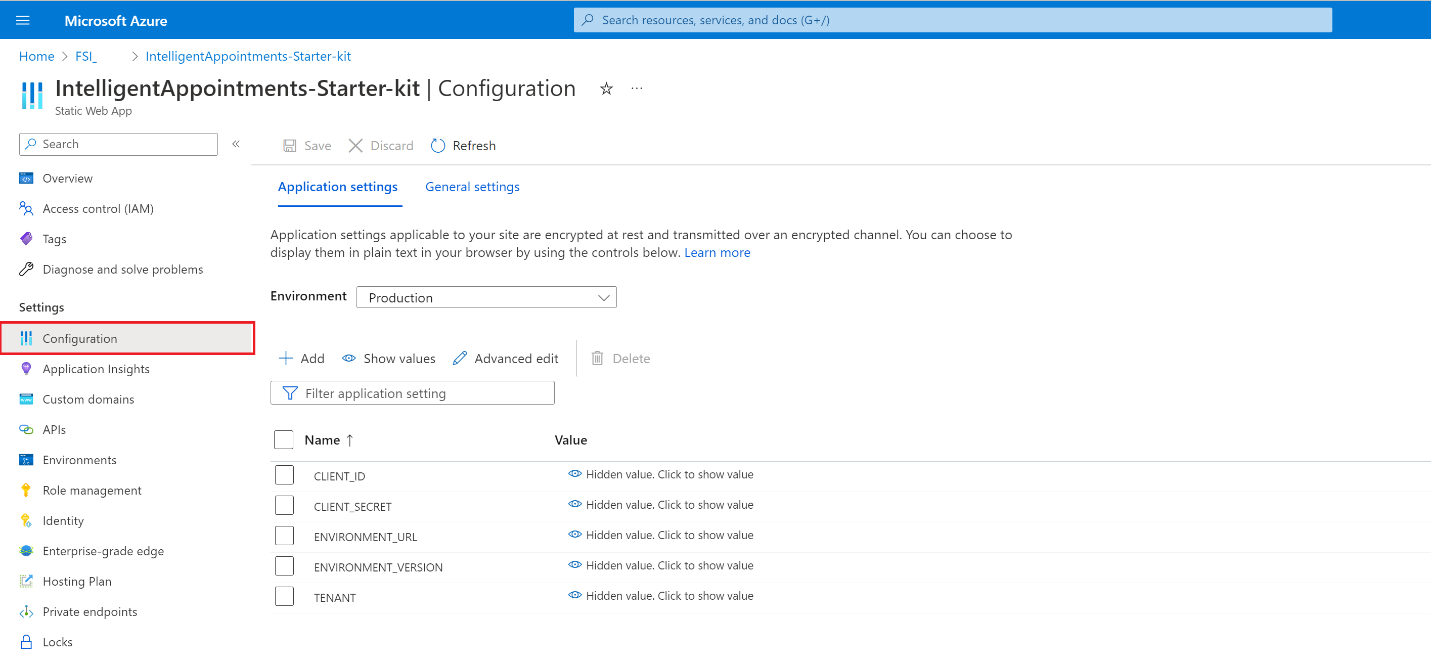 Microsoft Azure
Search resources, services, and docs (G+/)
Home > FSI_ > IntelligentAppointments-Starter-kit
IntelligentAppointments-Starter-kit | Configuration
Static Web App
Search
«
Save
Discard
Refresh
Overview
Access control (IAM)
Tags
Diagnose and solve problems
Settings
Configuration
Application Insights
Custom domains
APIs
Environments
Role management
Identity
Enterprise-grade edge
Hosting Plan
Private endpoints
Locks
Application settings
General settings
Application settings applicable to your site are encrypted at rest and transmitted over an encrypted channel. You can choose to
display them in plain text in your browser by using the controls below. Learn more
Environment
Production
Add
Show values
Advanced edit
Delete
Filter application setting
Name ↑ Value
CLIENT_ID Hidden value. Click to show value
CLIENT_SECRET Hidden value. Click to show value
ENVIRONMENT_URL Hidden value. Click to show value
ENVIRONMENT_VERSION Hidden value. Click to show value
TENANT Hidden value. Click to show value